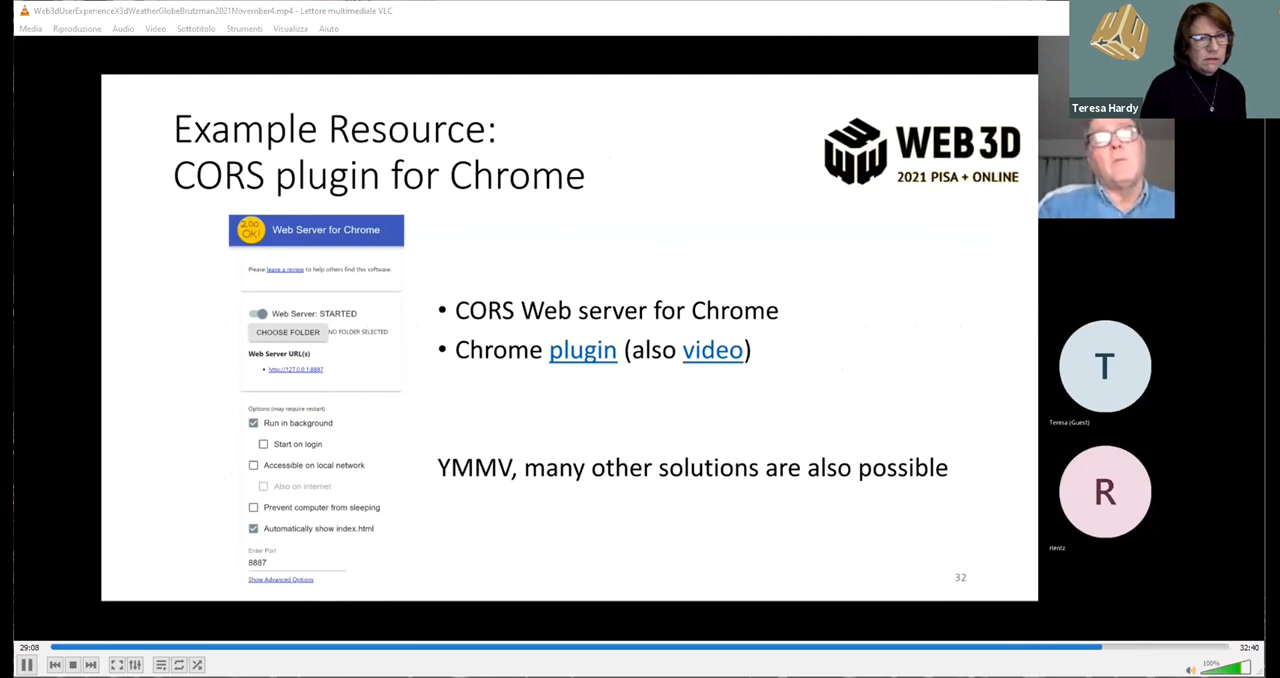 Web3dUserExperienceX3dWeatherGlobeBrutzman2021November4.mp4 - Lettore multimediale VLC
Media Riproduzione Audio Video Sottotitolo Strumenti Visualizza Aiuto
Teresa Hardy
Example Resource:
CORS plugin for Chrome
WEB 3D
2021 PISA + ONLINE
200
OK!
Web Server for Chrome
Please leave a review to help others find this software.
Web Server: STARTED
CHOOSE FOLDER NO FOLDER SELECTED
Web Server URL(s)
• http://127.0.0.1:8887
Options (may require restart)
Run in background
Start on login
Accessible on local network
Also on internet
Prevent computer from sleeping
Automatically show index.html
Enter Port
8887
Show Advanced Options
• CORS Web server for Chrome
• Chrome plugin (also video)
YMMV, many other solutions are also possible
32
T
Teresa (Guest)
R
rlentz
29:08
32:40
100%